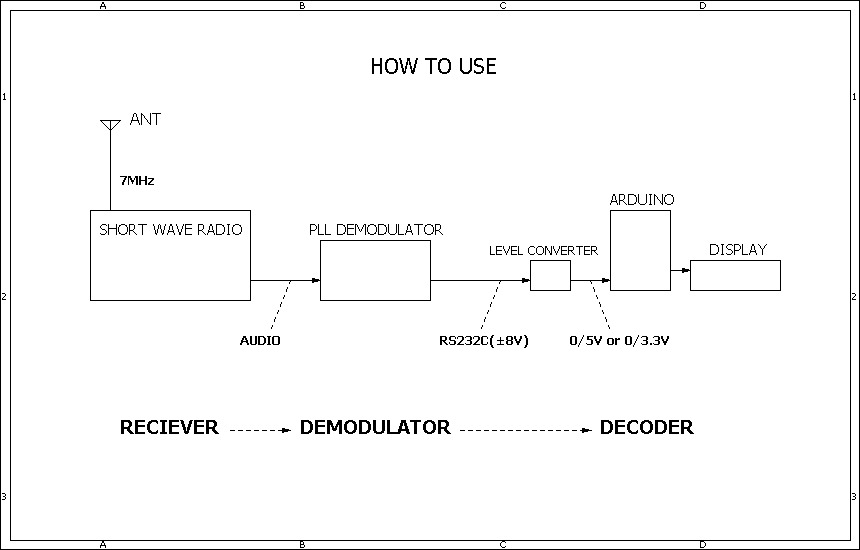 A B C D
HOW TO USE
1 1
ANT
7MHz
ARDUINO
SHORT WAVE RADIO PLL DEMODULATOR
LEVEL CONVERTER DISPLAY
2 2
AUDIO RS232C(±8V) 0/5V or 0/3.3V
RECIEVER DEMODULATOR DECODER
3 3
A B C D